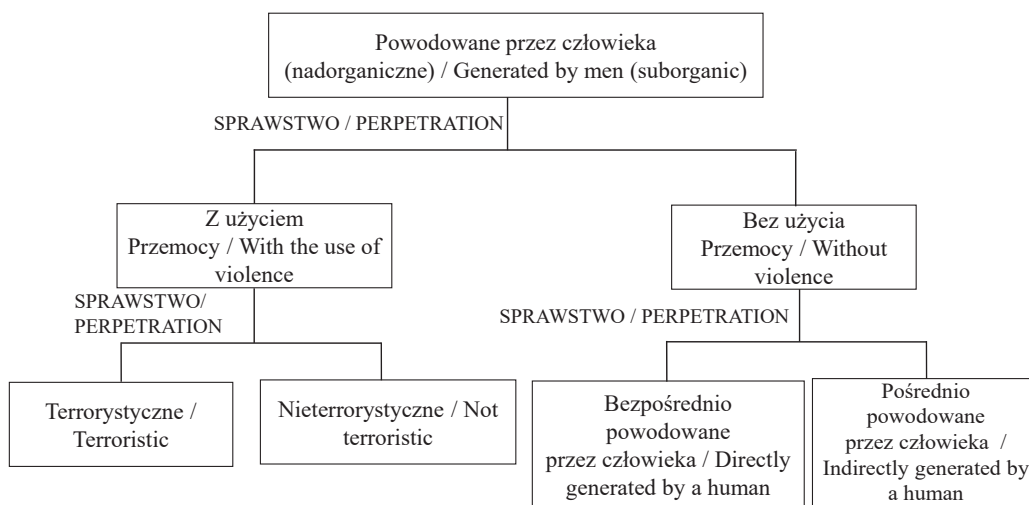 Powodowane przez człowieka
(nadorganiczne) / Generated by men (suborganic)
SPRAWSTWO / PERPETRATION
Z użyciem
Przemocy / With the use of
violence
Bez użycia
Przemocy / Without
violence
SPRAWSTWO/
PERPETRATION
SPRAWSTWO / PERPETRATION
Terrorystyczne /
Terroristic
Nieterrorystyczne / Not
terroristic
Bezpośrednio
powodowane
przez człowieka / Directly
generated by a human
Pośrednio
powodowane
przez człowieka /
Indirectly generated by
a human